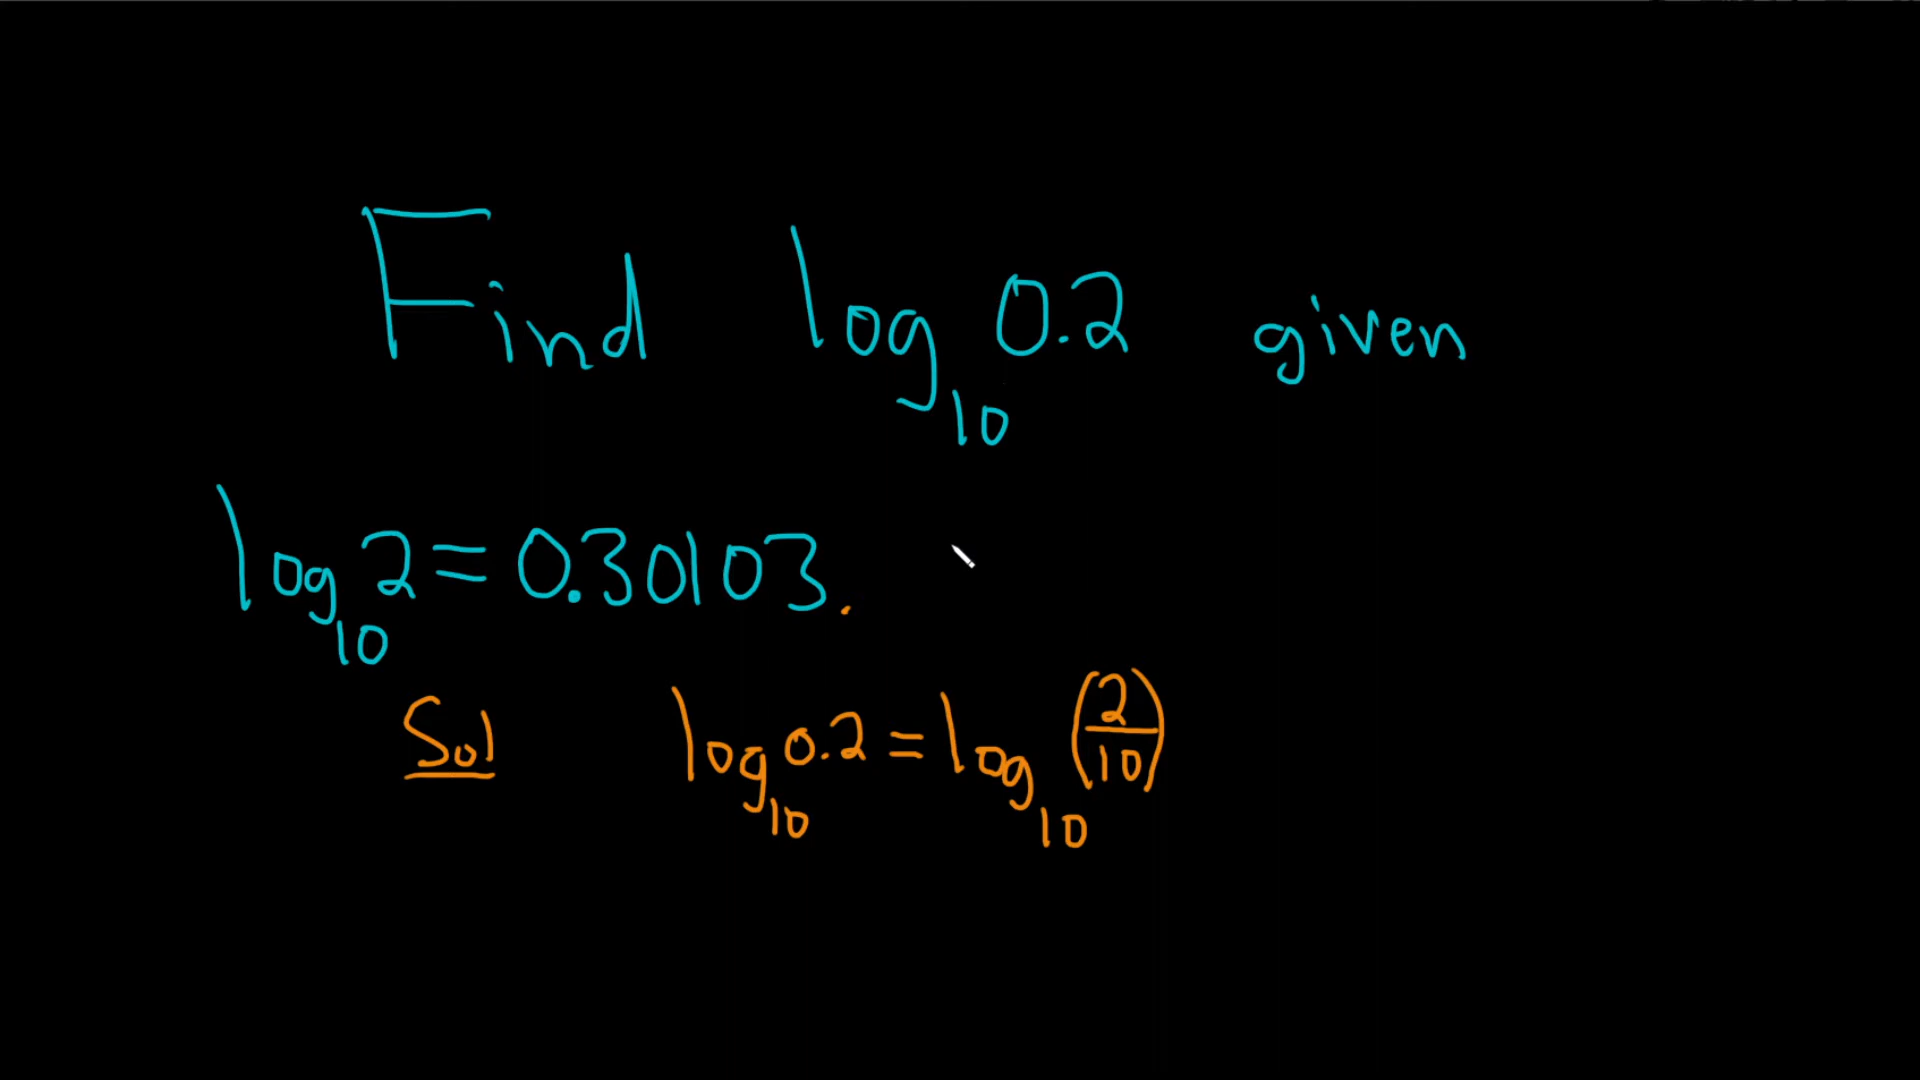 Find log₁₀ 0.2 given
log₁₀ 2 = 0.30103.
Sol log₁₀ 0.2 = log₁₀ (2/10)